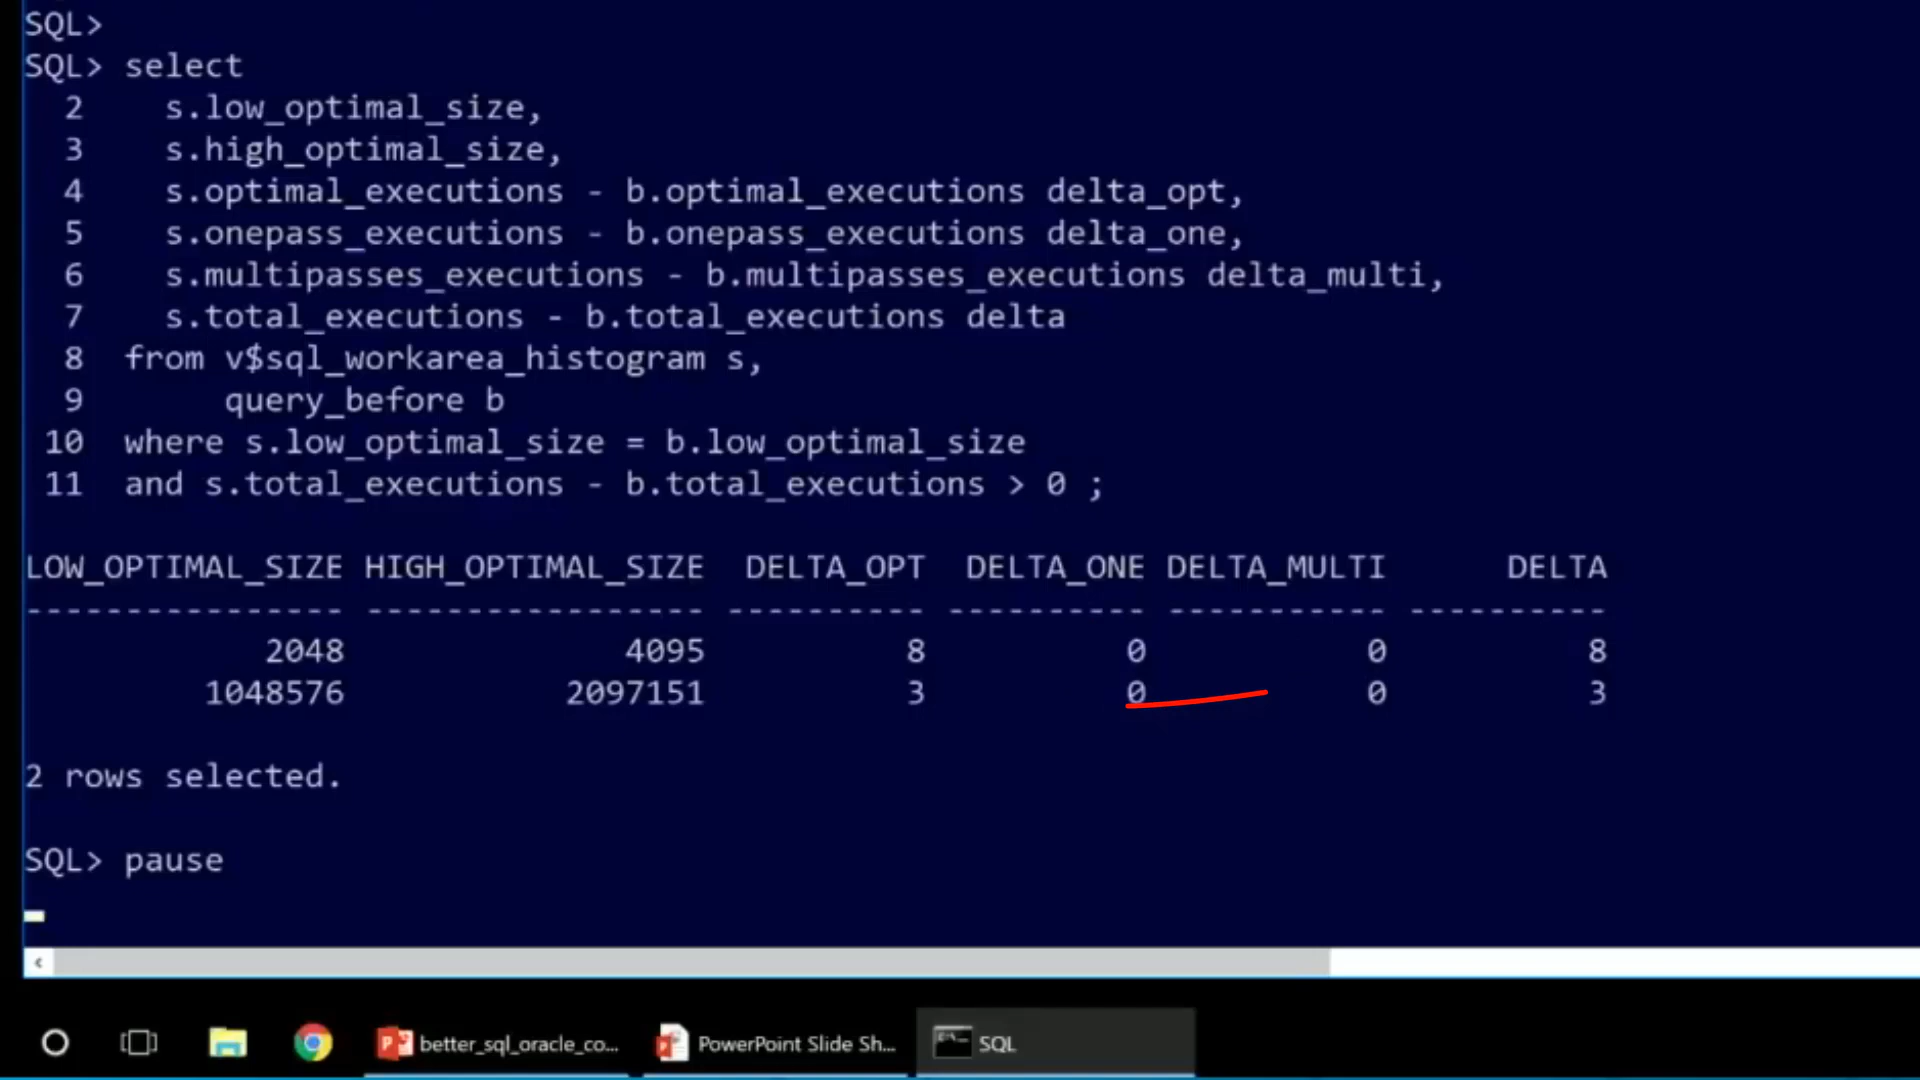 SQL>
SQL> select
2 s.low_optimal_size,
3 s.high_optimal_size,
4 s.optimal_executions - b.optimal_executions delta_opt,
5 s.onepass_executions - b.onepass_executions delta_one,
6 s.multipasses_executions - b.multipasses_executions delta_multi,
7 s.total_executions - b.total_executions delta
8 from v$sql_workarea_histogram s,
9 query_before b
10 where s.low_optimal_size = b.low_optimal_size
11 and s.total_executions - b.total_executions > 0 ;
LOW_OPTIMAL_SIZE HIGH_OPTIMAL_SIZE DELTA_OPT DELTA_ONE DELTA_MULTI DELTA
---------------- ----------------- ---------- ---------- ----------- ----------
2048 4095 8 0 0 8
1048576 2097151 3 0 0 3
2 rows selected.
SQL> pause
better_sql_oracle_co... PowerPoint Slide Sh... SQL